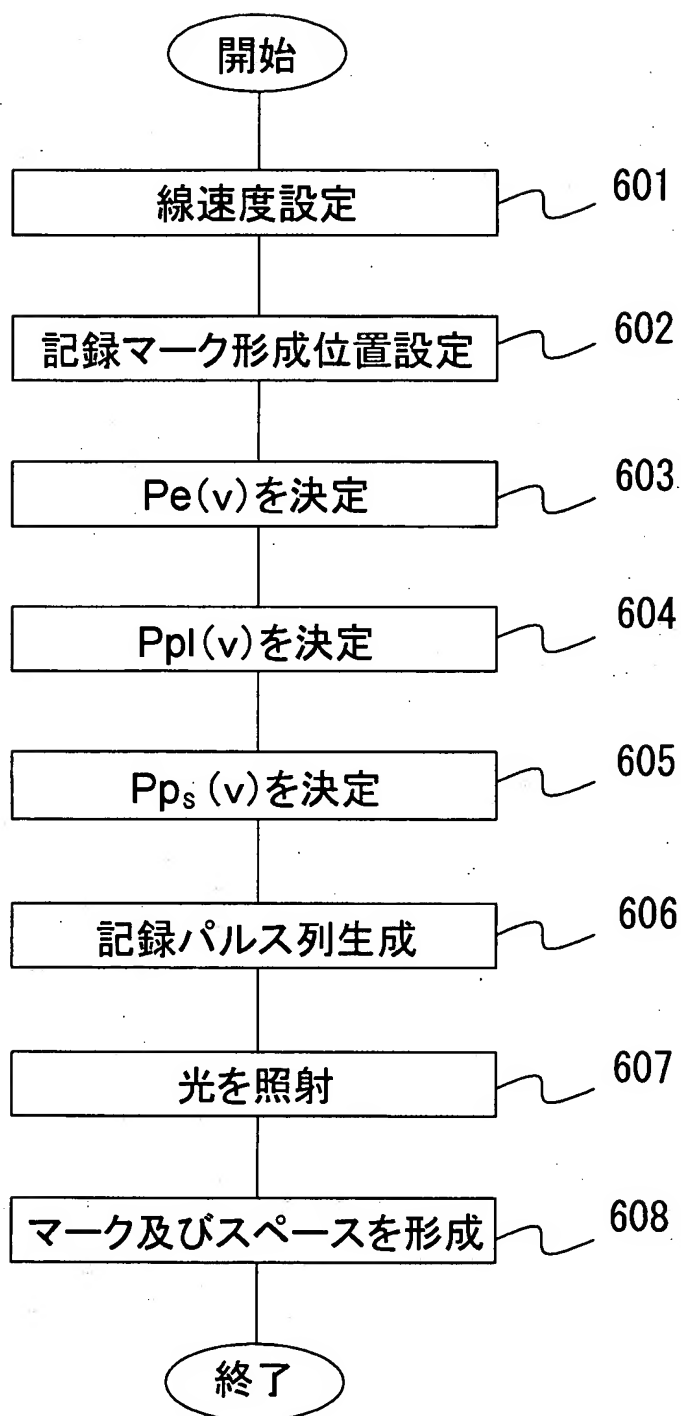 開始
線速度設定 601
記録マーク形成位置設定 602
Pe(v)を決定 603
Ppl(v)を決定 604
Pps(v)を決定 605
記録パルス列生成 606
光を照射 607
マーク及びスペースを形成 608
終了